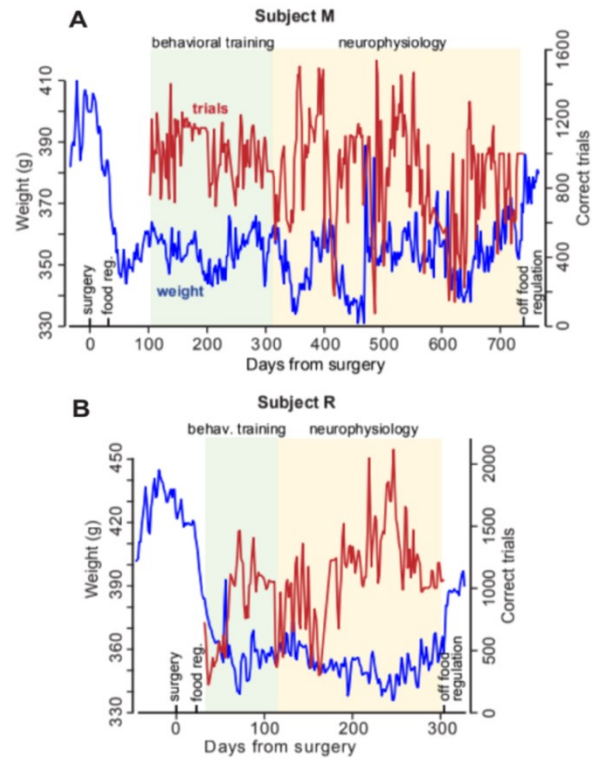 A
Subject M
behavioral training neurophysiology
trials
weight
Weight (g)
410
390
370
350
330
Correct trials
1600
1200
800
400
0
surgery
food reg.
off food
regulation
0 100 200 300 400 500 600 700
Days from surgery
B
Subject R
behav. training neurophysiology
Weight (g)
450
420
390
360
330
Correct trials
2000
1500
1000
500
0
surgery
food reg.
off food
regulation
0 100 200 300
Days from surgery